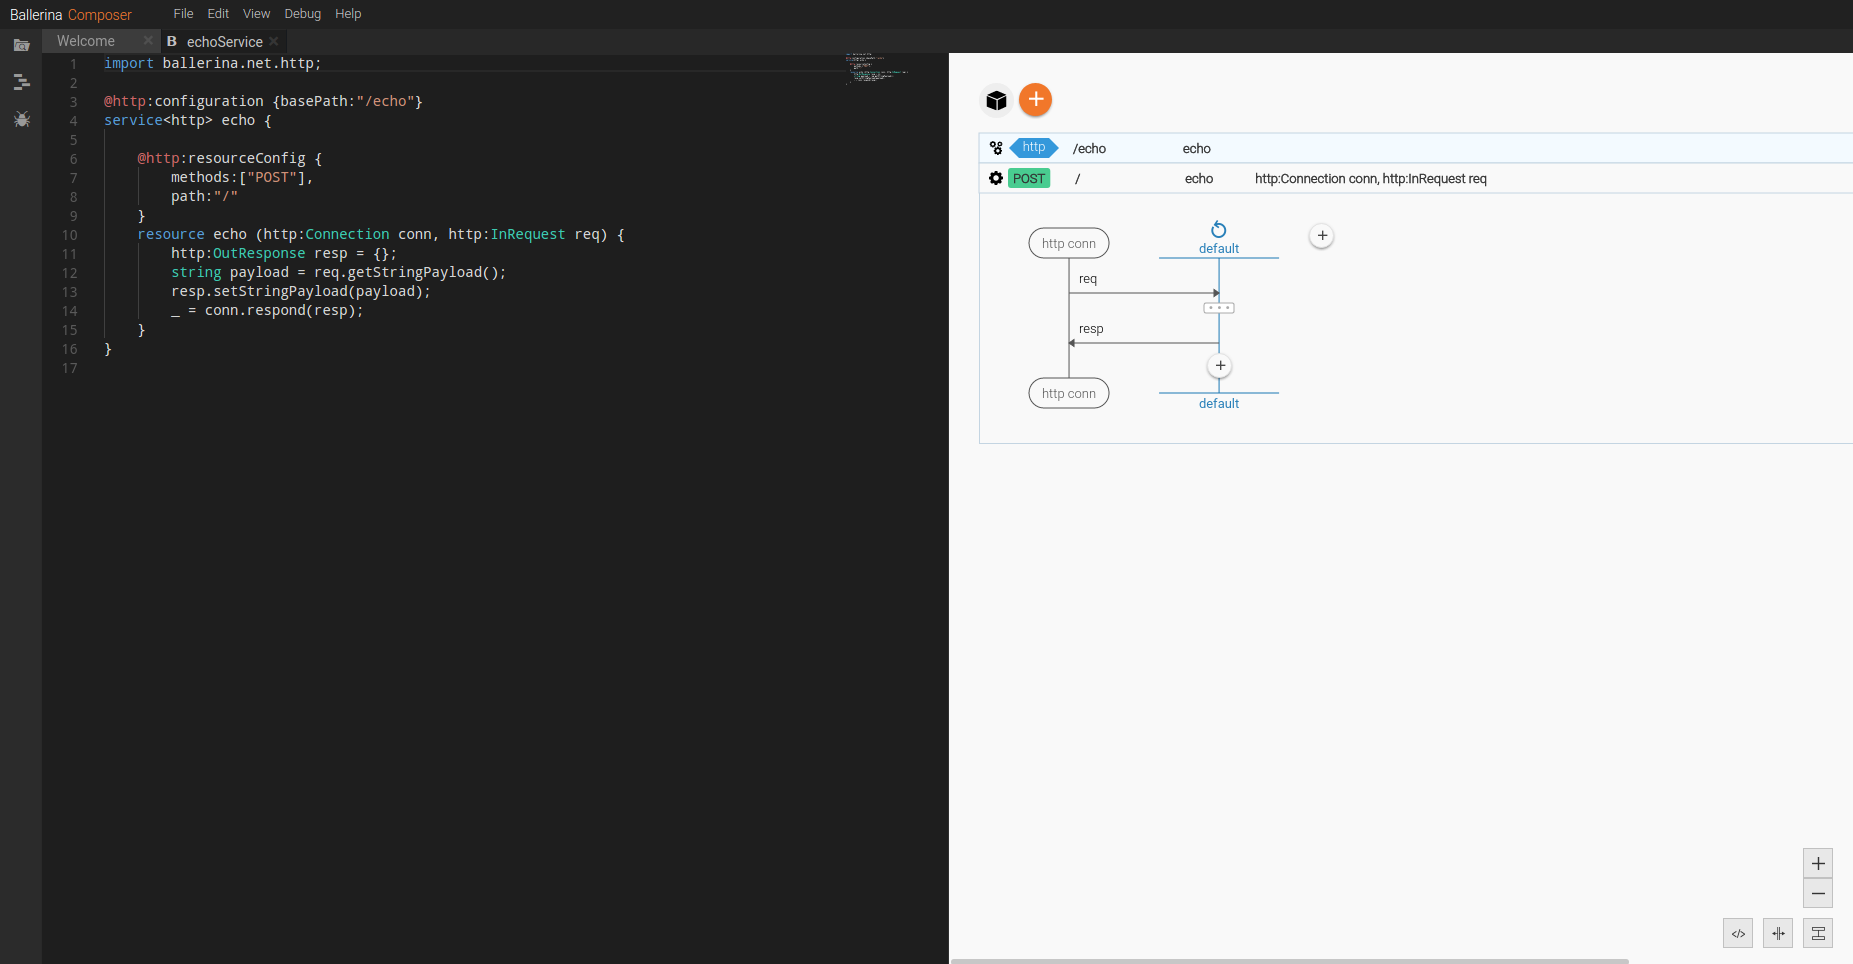 Ballerina Composer File Edit View Debug Help
Welcome B echoService
1 import ballerina.net.http;
2
3 @http:configuration {basePath:"/echo"}
4 service<http> echo {
5
6 @http:resourceConfig {
7 methods:["POST"],
8 path:"/"
9 }
10 resource echo (http:Connection conn, http:InRequest req) {
11 http:OutResponse resp = {};
12 string payload = req.getStringPayload();
13 resp.setStringPayload(payload);
14 _ = conn.respond(resp);
15 }
16 }
17
http /echo echo
POST / echo http:Connection conn, http:InRequest req
http conn default
req
resp
http conn default